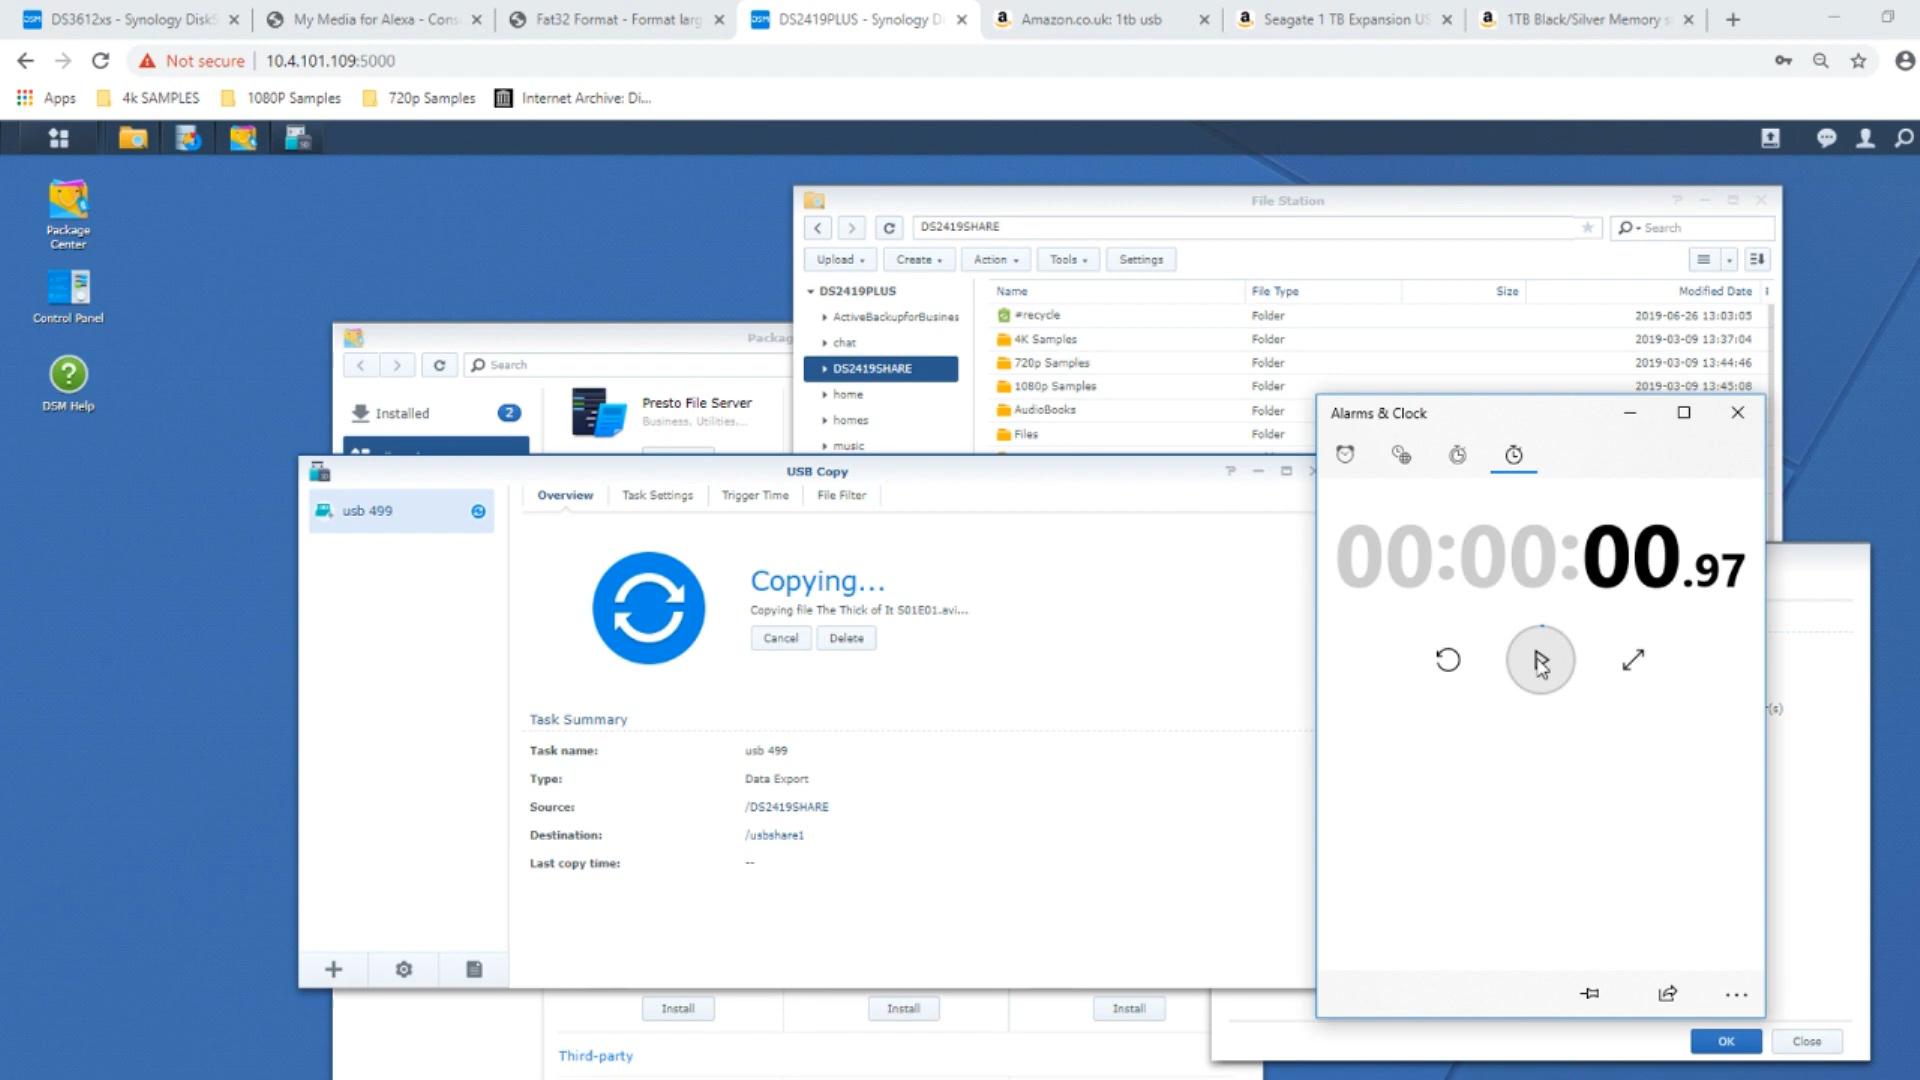 DS3612xs - Synology DiskS
My Media for Alexa - Cons
Fat32 Format - Format larg
DS2419PLUS - Synology D
Amazon.co.uk: 1tb usb
Seagate 1 TB Expansion US
1TB Black/Silver Memory s
Not secure
10.4.101.109:5000
Apps
4k SAMPLES
1080P Samples
720p Samples
Internet Archive: Di...
Package
Center
Control Panel
DSM Help
File Station
DS2419SHARE
Search
Upload
Create
Action
Tools
Settings
DS2419PLUS
ActiveBackupforBusines
chat
DS2419SHARE
home
homes
music
Name
File Type
Size
Modified Date
#recycle
Folder
2019-06-26 13:03:05
4K Samples
Folder
2019-03-09 13:37:04
720p Samples
Folder
2019-03-09 13:44:46
1080p Samples
Folder
2019-03-09 13:45:08
AudioBooks
Folder
Files
Folder
Packag
Search
Installed
2
Presto File Server
Business, Utilities,...
USB Copy
usb 499
Overview
Task Settings
Trigger Time
File Filter
Copying...
Copying file The Thick of It S01E01.avi...
Cancel
Delete
Task Summary
Task name:
usb 499
Type:
Data Export
Source:
/DS2419SHARE
Destination:
/usbshare1
Last copy time:
--
Alarms & Clock
00:00:00.97
r(s)
Install
Install
Install
Third-party
OK
Close